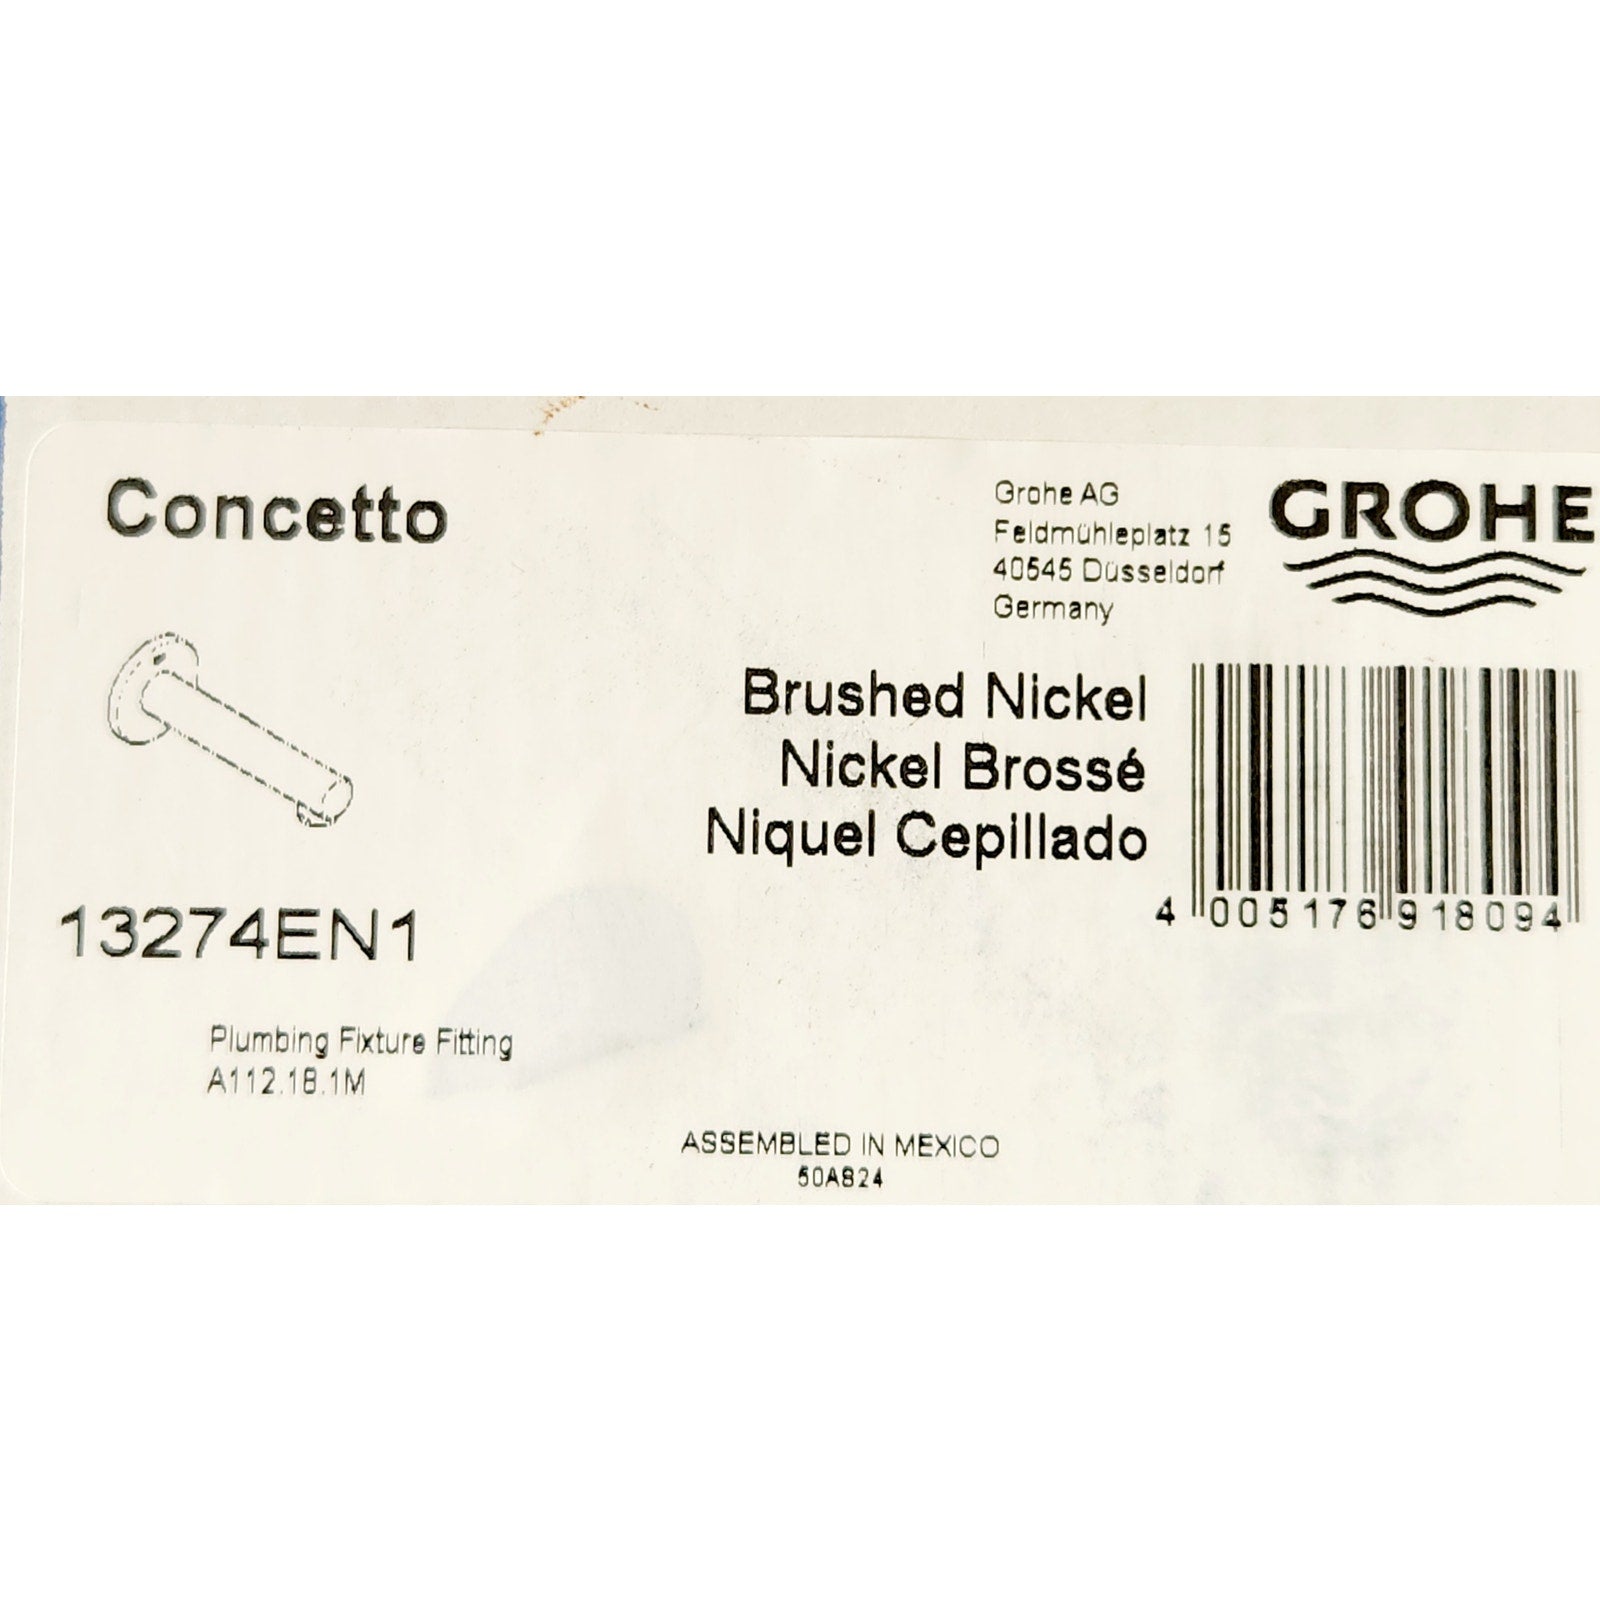 Concetto
Grohe AG
Feldmühleplatz 15
40545 Düsseldorf
Germany
GROHE
Brushed Nickel
Nickel Brossé
Niquel Cepillado
4 005176 918094
13274EN1
Plumbing Fixture Fitting
A112.18.1M
ASSEMBLED IN MEXICO
50A824